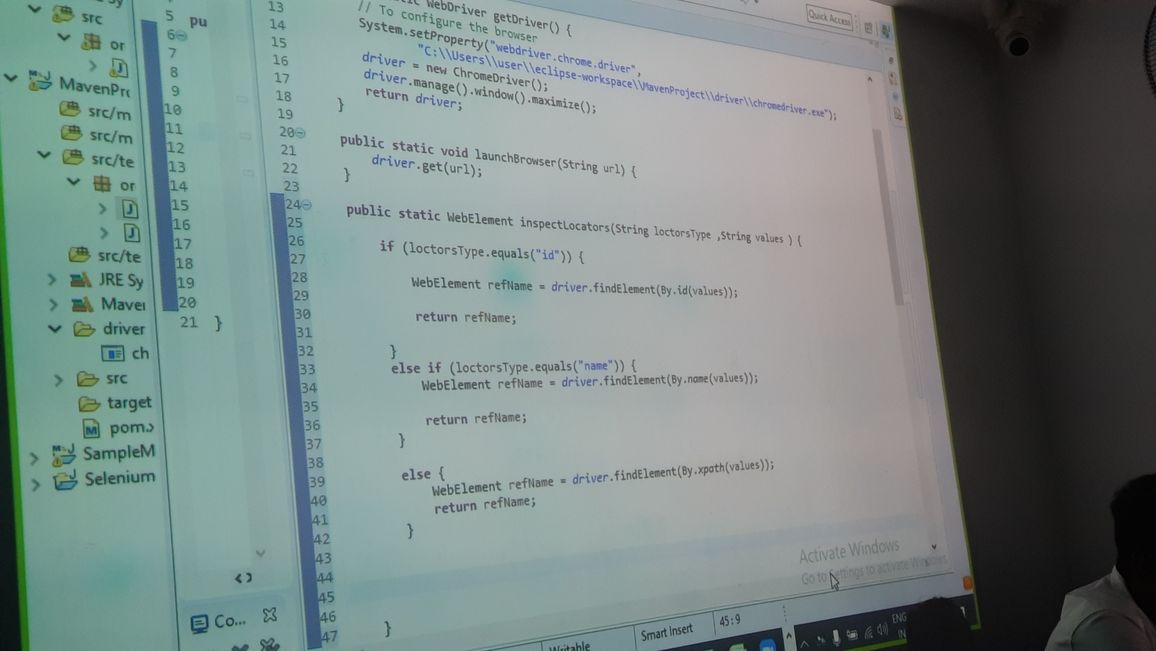 src
or
MavenPr
src/m
src/m
src/te
or
src/te
JRE Sy
Maver
driver
ch
src
target
pom.x
SampleM
Selenium
5 pu
6
7
8
9
10
11
12
13
14
15
16
17
18
19
20
21 }
Quick Access
13 WebDriver getDriver() {
14 // To configure the browser
15 System.setProperty("webdriver.chrome.driver",
16 "C:\\Users\\user\\eclipse-workspace\\MavenProject\\driver\\chromedriver.exe");
17 driver = new ChromeDriver();
18 driver.manage().window().maximize();
19 return driver;
20 }
21
22 public static void launchBrowser(String url) {
23 driver.get(url);
24 }
25
26 public static WebElement inspectLocators(String loctorsType ,String values ) {
27
28 if (loctorsType.equals("id")) {
29
30 WebElement refName = driver.findElement(By.id(values));
31
32 return refName;
33
34 }
35 else if (loctorsType.equals("name")) {
36 WebElement refName = driver.findElement(By.name(values));
37
38 return refName;
39 }
40
41 else {
42 WebElement refName = driver.findElement(By.xpath(values));
43 return refName;
44 }
45
46
47 }
Activate Windows
Go to Settings to activate Windows.
Co...
Writable
Smart Insert
45:9
ENG
IN